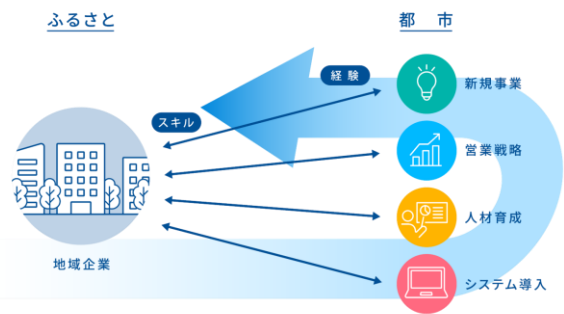 ふるさと
都 市
経 験
スキル
新規事業
営業戦略
人材育成
システム導入
地域企業